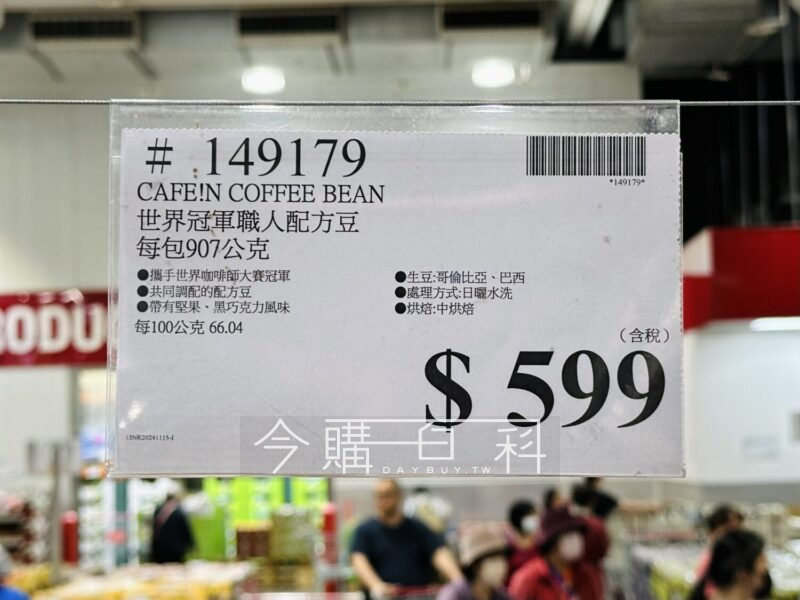 # 149179
*149179*
CAFE!N COFFEE BEAN
世界冠軍職人配方豆
每包907公克
●攜手世界咖啡師大賽冠軍
●共同調配的配方豆
●帶有堅果、黑巧克力風味
每100公克 66.04
●生豆:哥倫比亞、巴西
●處理方式:日曬水洗
●烘焙:中烘焙
(含稅)
$ 599
今購百科
DAYBUY.TW
RODU